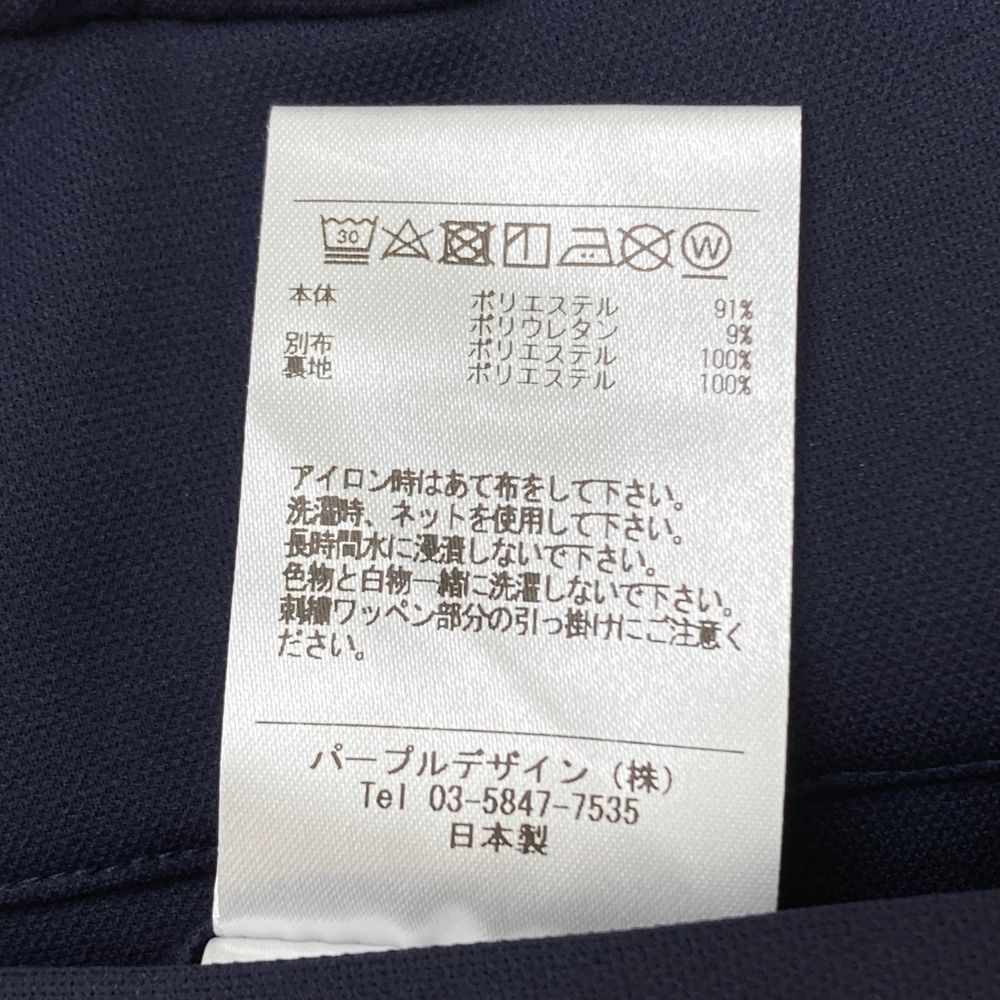 30
W
本体 ポリエステル 91%
ポリウレタン 9%
別布 ポリエステル 100%
裏地 ポリエステル 100%
アイロン時はあて布をして下さい。
洗濯時、ネットを使用して下さい。
長時間水に浸漬しないで下さい。
色物と白物一緒に洗濯しないで下さい。
刺繍ワッペン部分の引っ掛けにご注意く
ださい。
パープルデザイン(株)
Tel 03-5847-7535
日本製